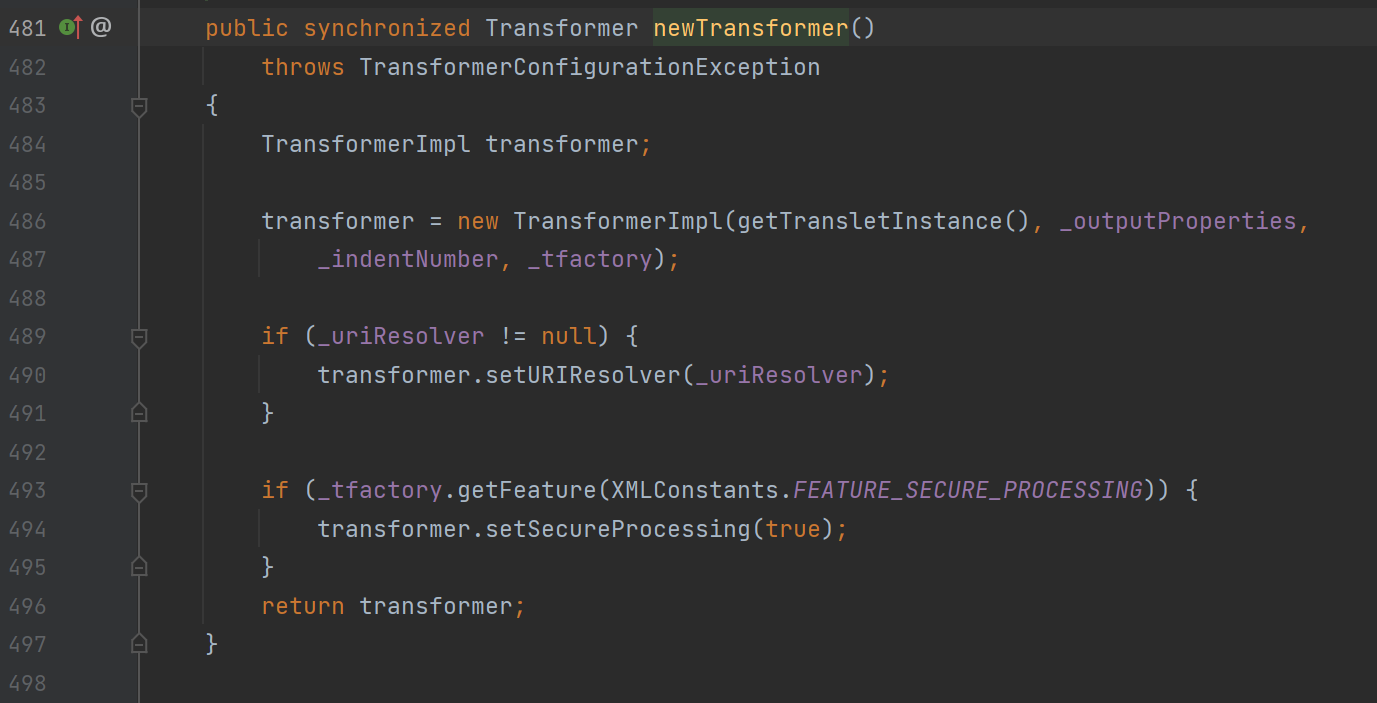 481 @ public synchronized Transformer newTransformer()
482 throws TransformerConfigurationException
483 {
484 TransformerImpl transformer;
485
486 transformer = new TransformerImpl(getTransletInstance(), _outputProperties,
487 _indentNumber, _tfactory);
488
489 if (_uriResolver != null) {
490 transformer.setURIResolver(_uriResolver);
491 }
492
493 if (_tfactory.getFeature(XMLConstants.FEATURE_SECURE_PROCESSING)) {
494 transformer.setSecureProcessing(true);
495 }
496 return transformer;
497 }
498